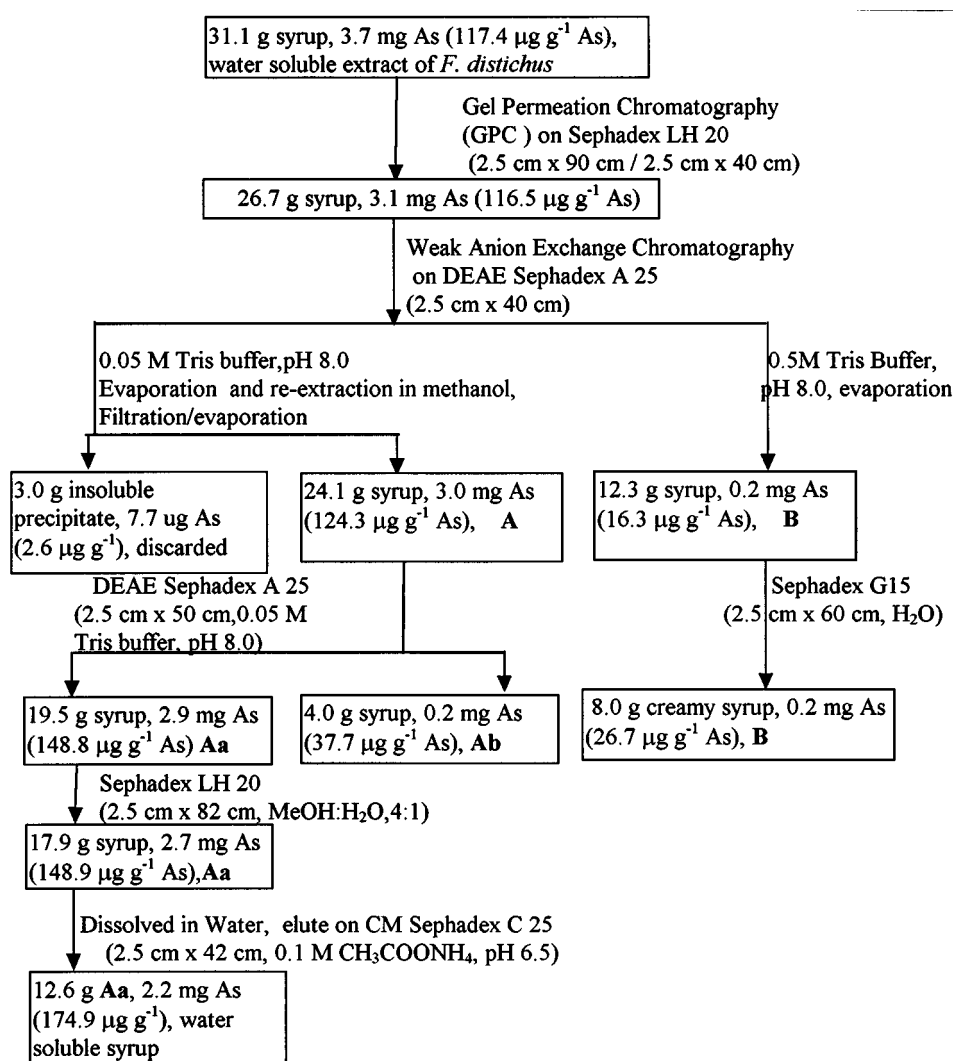 31.1 g syrup, 3.7 mg As (117.4 µg g⁻¹ As),
water soluble extract of F. distichus
Gel Permeation Chromatography
(GPC ) on Sephadex LH 20
(2.5 cm x 90 cm / 2.5 cm x 40 cm)
26.7 g syrup, 3.1 mg As (116.5 µg g⁻¹ As)
Weak Anion Exchange Chromatography
on DEAE Sephadex A 25
(2.5 cm x 40 cm)
0.05 M Tris buffer,pH 8.0
Evaporation and re-extraction in methanol,
Filtration/evaporation
0.5M Tris Buffer,
pH 8.0, evaporation
3.0 g insoluble
precipitate, 7.7 ug As
(2.6 µg g⁻¹), discarded
24.1 g syrup, 3.0 mg As
(124.3 µg g⁻¹ As), A
12.3 g syrup, 0.2 mg As
(16.3 µg g⁻¹ As), B
DEAE Sephadex A 25
(2.5 cm x 50 cm,0.05 M
Tris buffer, pH 8.0)
Sephadex G15
(2.5 cm x 60 cm, H₂O)
19.5 g syrup, 2.9 mg As
(148.8 µg g⁻¹ As) Aa
4.0 g syrup, 0.2 mg As
(37.7 µg g⁻¹ As), Ab
8.0 g creamy syrup, 0.2 mg As
(26.7 µg g⁻¹ As), B
Sephadex LH 20
(2.5 cm x 82 cm, MeOH:H₂O,4:1)
17.9 g syrup, 2.7 mg As
(148.9 µg g⁻¹ As),Aa
Dissolved in Water, elute on CM Sephadex C 25
(2.5 cm x 42 cm, 0.1 M CH₃COONH₄, pH 6.5)
12.6 g Aa, 2.2 mg As
(174.9 µg g⁻¹), water
soluble syrup